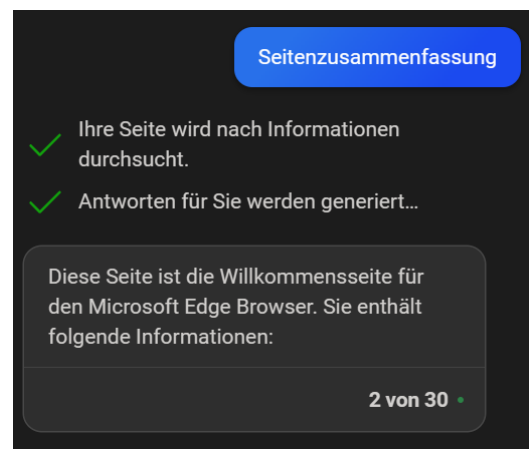 Seitenzusammenfassung
Ihre Seite wird nach Informationen
durchsucht.
Antworten für Sie werden generiert…
Diese Seite ist die Willkommensseite für
den Microsoft Edge Browser. Sie enthält
folgende Informationen:
2 von 30